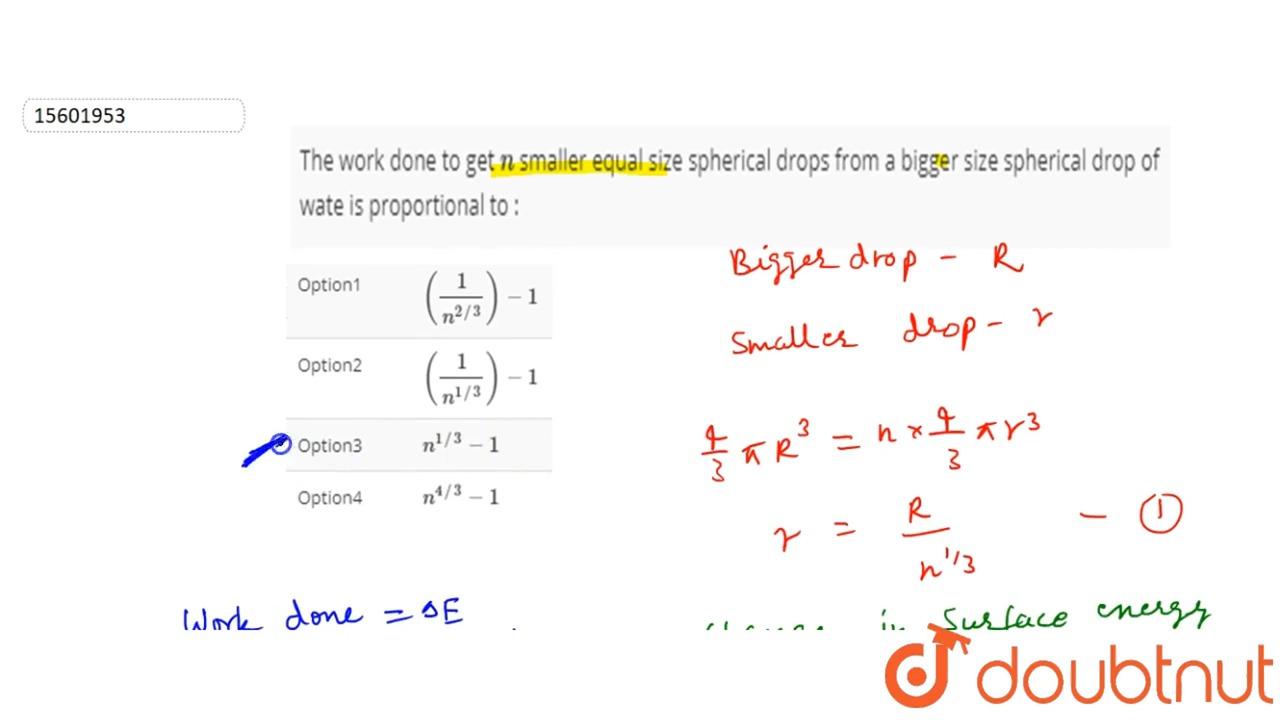 15601953
The work done to get n smaller equal size spherical drops from a bigger size spherical drop of
wate is proportional to :
Bigger drop - R
Option1 (1/n^{2/3}) - 1
Smaller drop - r
Option2 (1/n^{1/3}) - 1
Option3 n^{1/3} - 1
4/3 π R^3 = n × 4/3 π r^3
Option4 n^{4/3} - 1
r = R/n^{1/3} - ①
Work done = ΔE
in surface energy
doubtnut